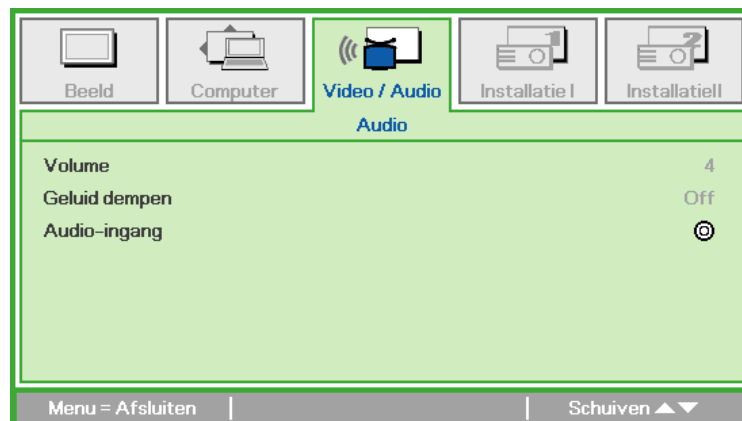 Beeld
Computer
Video / Audio
Installatie I
InstallatieII
Audio
Volume 4
Geluid dempen Off
Audio-ingang
Menu = Afsluiten
Schuiven ▲▼